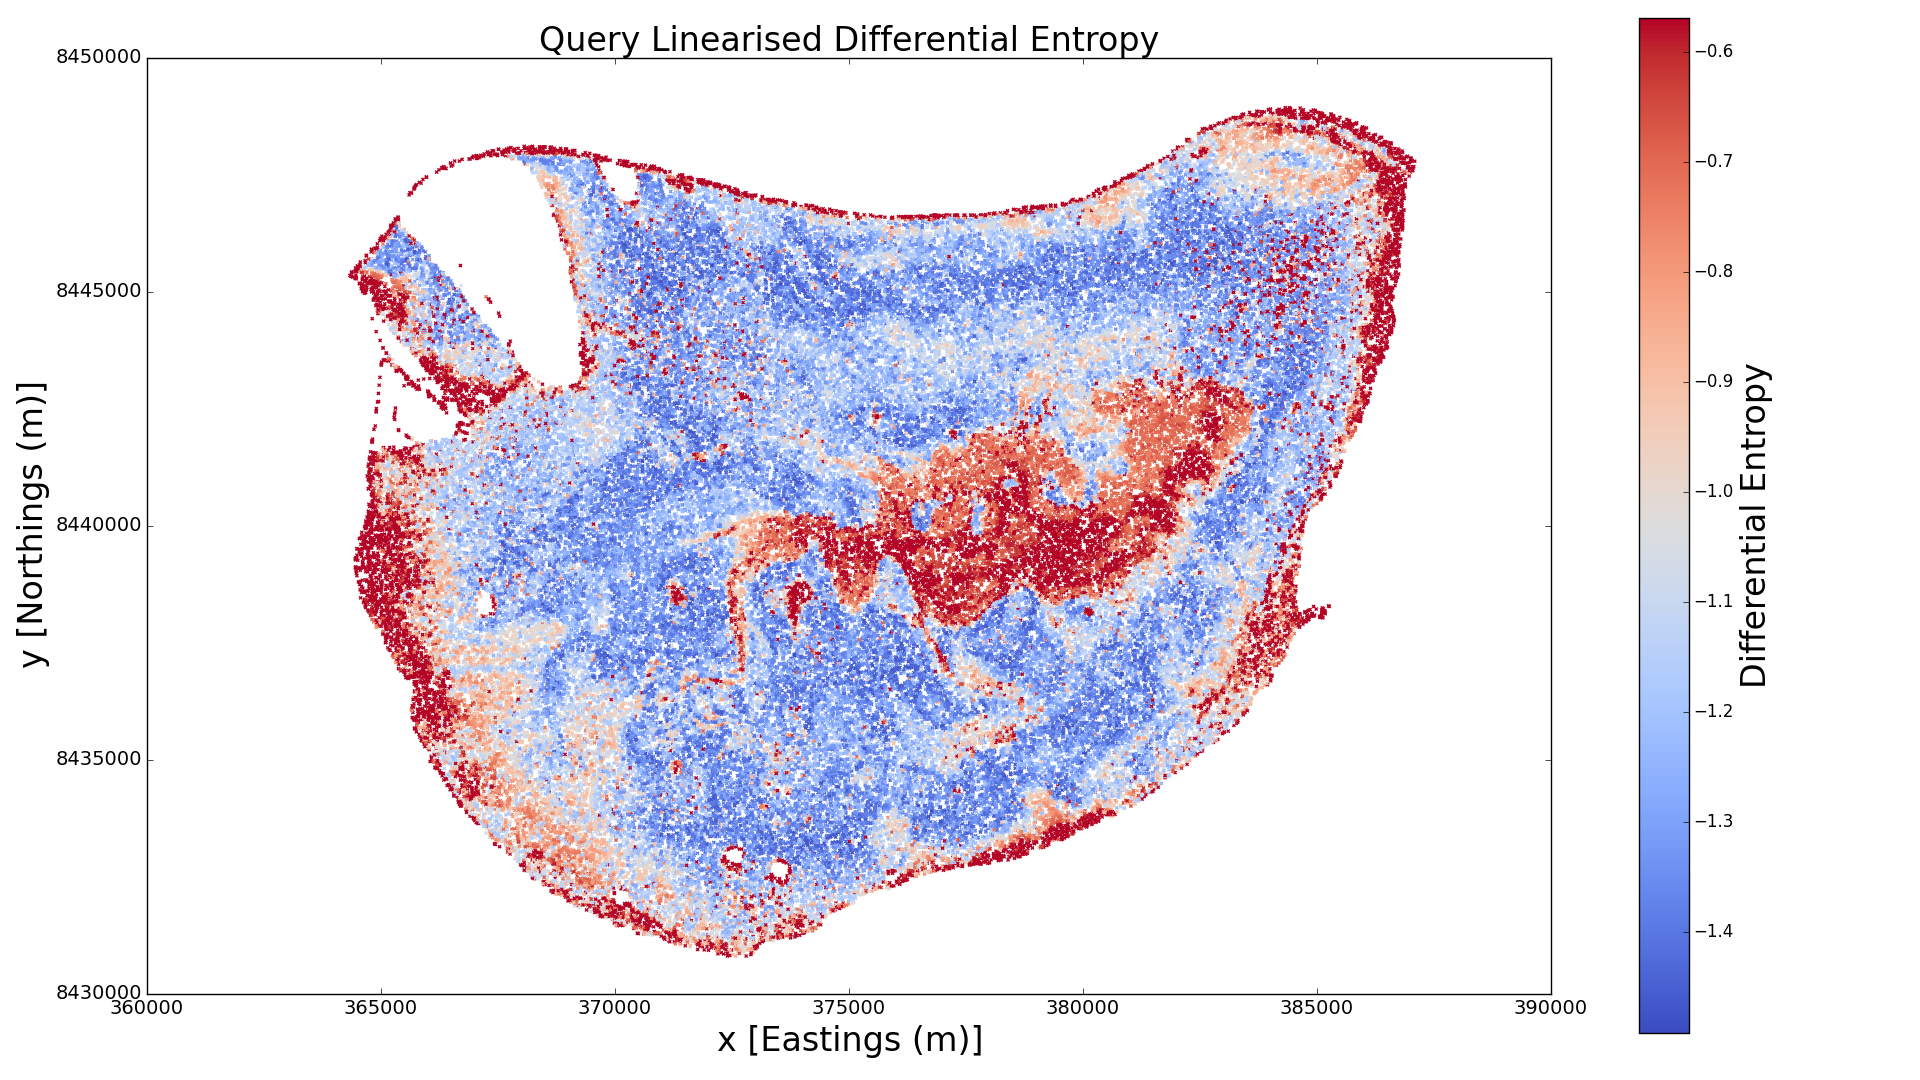 Query Linearised Differential Entropy
8450000
8445000
8440000
8435000
8430000
y [Northings (m)]
360000 365000 370000 375000 380000 385000 390000
x [Eastings (m)]
−0.6
−0.7
−0.8
−0.9
−1.0
−1.1
−1.2
−1.3
−1.4
Differential Entropy